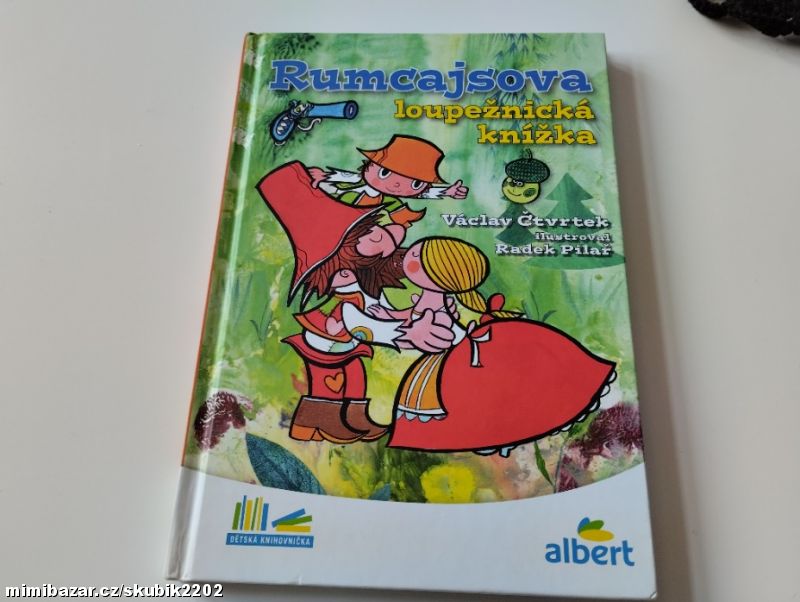 Rumcajsova
loupežnická
knížka
Václav Čtvrtek
ilustroval
Radek Pilař
DĚTSKÁ KNIHOVNIČKA
albert
mimibazar.cz/skubik2202